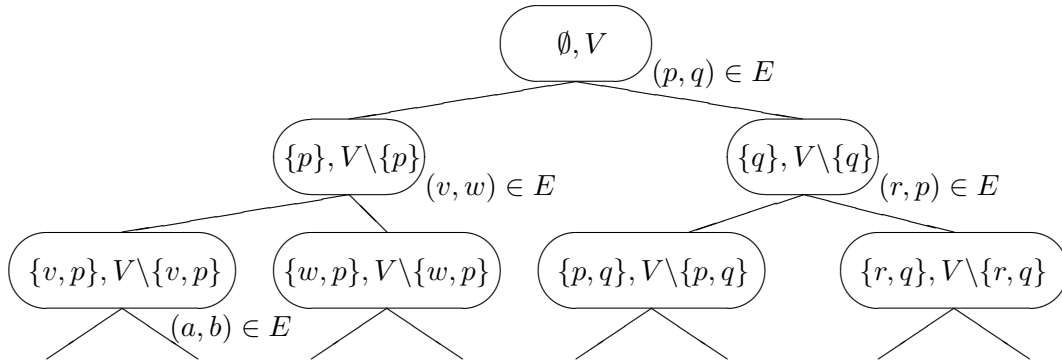 ∅, V
(p, q) ∈ E
{p}, V\{p}
{q}, V\{q}
(v, w) ∈ E
(r, p) ∈ E
{v, p}, V\{v, p}
{w, p}, V\{w, p}
{p, q}, V\{p, q}
{r, q}, V\{r, q}
(a, b) ∈ E